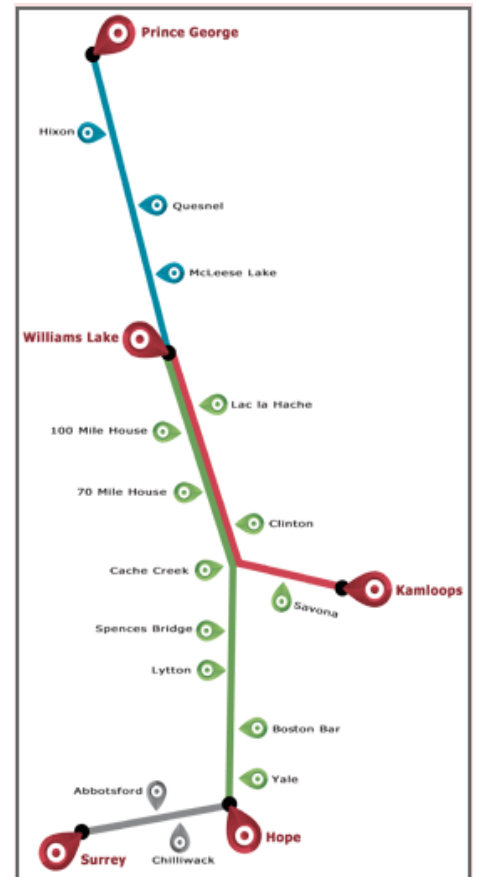 Prince George
Hixon
Quesnel
McLeese Lake
Williams Lake
Lac la Hache
100 Mile House
70 Mile House
Clinton
Cache Creek
Kamloops
Savona
Spences Bridge
Lytton
Boston Bar
Yale
Abbotsford
Hope
Surrey
Chilliwack